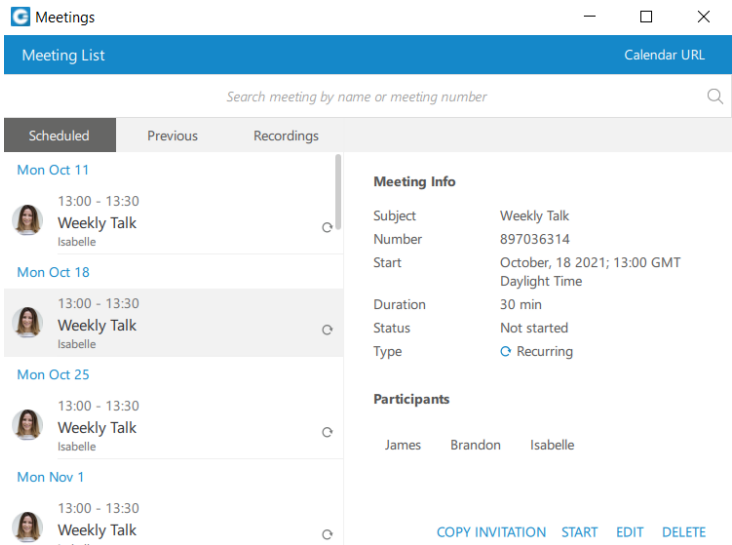 Meetings
Meeting List
Calendar URL
Search meeting by name or meeting number
Scheduled
Previous
Recordings
Mon Oct 11
13:00 - 13:30
Weekly Talk
Isabelle
Mon Oct 18
13:00 - 13:30
Weekly Talk
Isabelle
Mon Oct 25
13:00 - 13:30
Weekly Talk
Isabelle
Mon Nov 1
13:00 - 13:30
Weekly Talk
Meeting Info
Subject Weekly Talk
Number 897036314
Start October, 18 2021; 13:00 GMT
Daylight Time
Duration 30 min
Status Not started
Type Recurring
Participants
James Brandon Isabelle
COPY INVITATION START EDIT DELETE